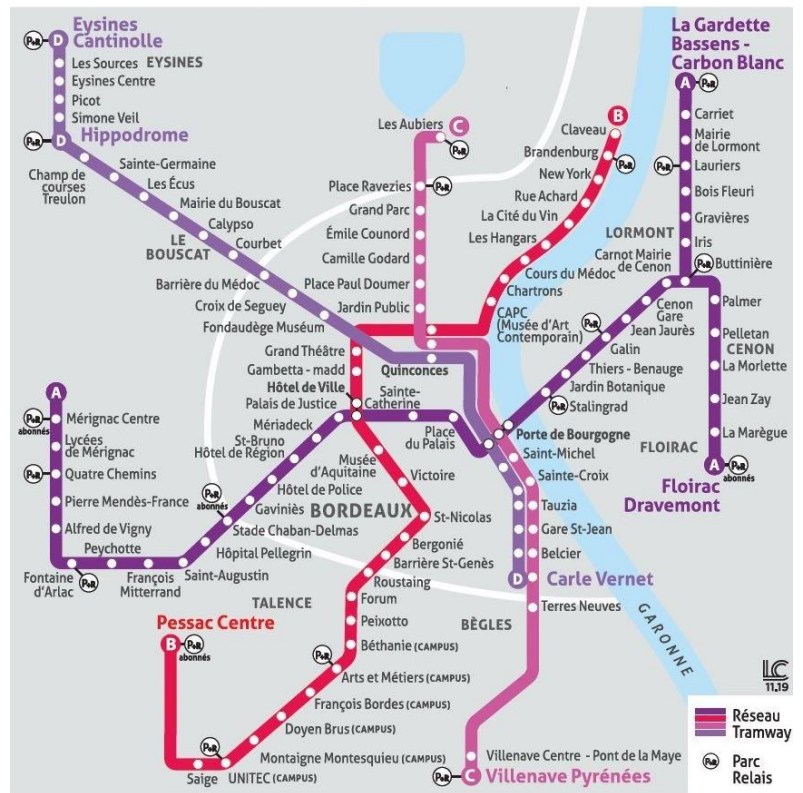 Eysines
Cantinolle
P+R
D
Les Sources
EYSINES
Eysines Centre
Picot
Simone Veil
P+R
D
Hippodrome
Champ de
courses
Treulon
Sainte-Germaine
Les Écus
Mairie du Bouscat
Calypso
Courbet
LE
BOUSCAT
Barrière du Médoc
Croix de Seguey
Fondaudège Muséum
Les Aubiers
C
P+R
Place Ravezies
P+R
Grand Parc
Émile Counord
Camille Godard
Place Paul Doumer
Jardin Public
B
Claveau
Brandenburg
P+R
New York
Rue Achard
La Cité du Vin
Les Hangars
Cours du Médoc
Chartrons
CAPC
(Musée d'Art
Contemporain)
La Gardette
Bassens -
Carbon Blanc
A
P+R
Carriet
Mairie
de Lormont
P+R
Lauriers
Bois Fleuri
Gravières
LORMONT
Iris
Carnot Mairie
de Cenon
P+R
Buttinière
Palmer
Cenon
Gare
Pelletan
CENON
La Morlette
Jean Zay
La Marègue
FLOIRAC
A
P+R
abonnés
Floirac
Dravemont
Jean Jaurès
P+R
Galin
Thiers - Benauge
Jardin Botanique
P+R
Stalingrad
Grand Théâtre
Gambetta - madd
Quinconces
Hôtel de Ville
Palais de Justice
Sainte-
Catherine
Place
du Palais
Porte de Bourgogne
Mériadeck
St-Bruno
Hôtel de Région
Hôtel de Police
Gaviniès
P+R
abonnés
Stade Chaban-Delmas
Hôpital Pellegrin
Saint-Augustin
François
Mitterrand
Peychotte
Fontaine
d'Arlac
P+R
Alfred de Vigny
Pierre Mendès-France
P+R
Quatre Chemins
Lycées
de Mérignac
P+R
abonnés
Mérignac Centre
A
Musée
d'Aquitaine
Victoire
BORDEAUX
St-Nicolas
Bergonié
Barrière St-Genès
Roustaing
Forum
TALENCE
Peixotto
Béthanie (CAMPUS)
P+R
Arts et Métiers (CAMPUS)
François Bordes (CAMPUS)
Doyen Brus (CAMPUS)
Montaigne Montesquieu (CAMPUS)
P+R
UNITEC (CAMPUS)
Saige
Pessac Centre
B
P+R
abonnés
Saint-Michel
Sainte-Croix
Tauzia
Gare St-Jean
Belcier
D
Carle Vernet
Terres Neuves
BÈGLES
GARONNE
Villenave Centre - Pont de la Maye
P+R
C
Villenave Pyrénées
LC
11.19
Réseau
Tramway
P+R
Parc
Relais